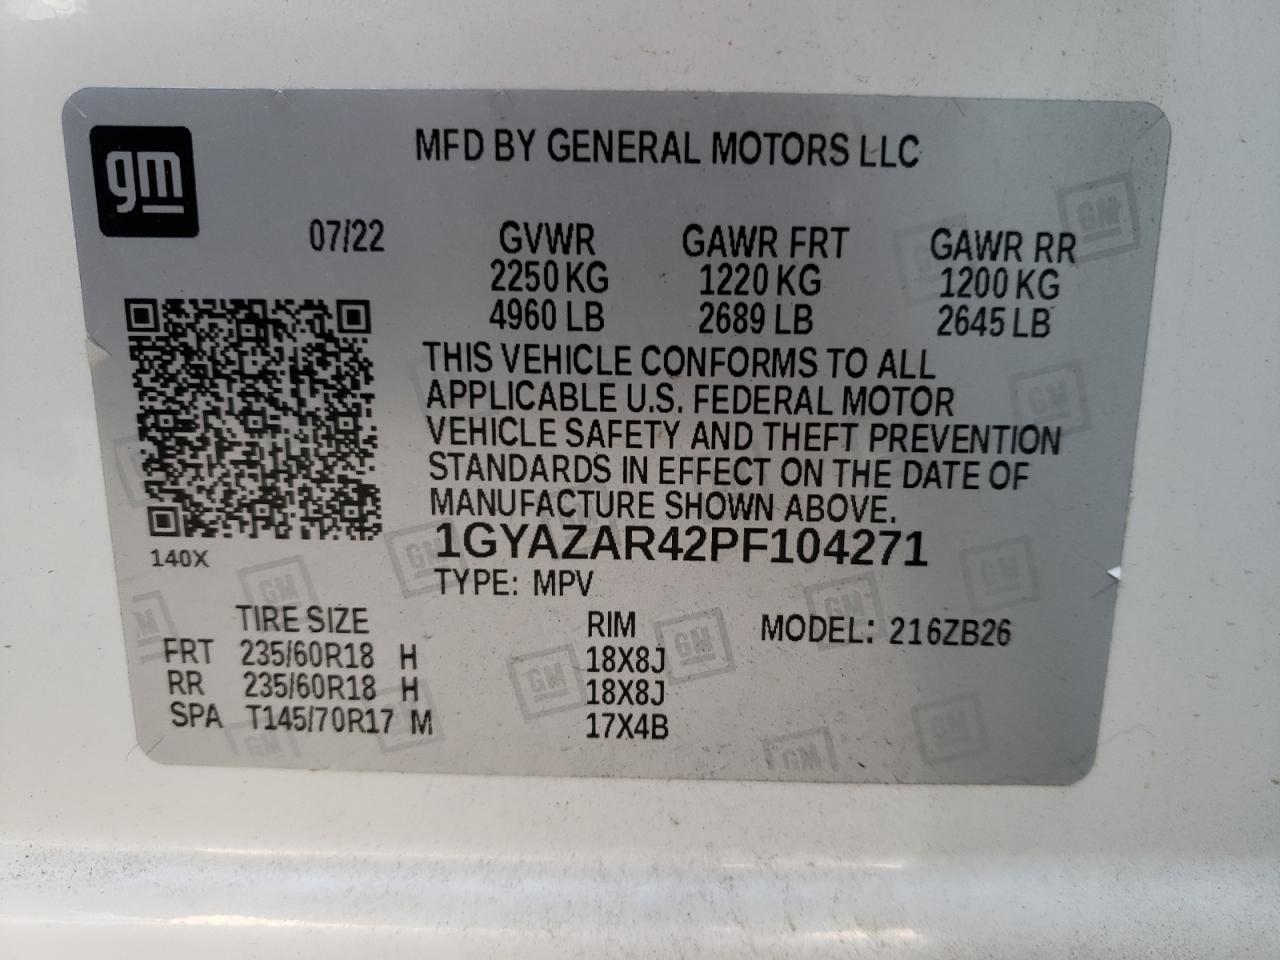 gm
MFD BY GENERAL MOTORS LLC
07/22 GVWR GAWR FRT GAWR RR
2250 KG 1220 KG 1200 KG
4960 LB 2689 LB 2645 LB
THIS VEHICLE CONFORMS TO ALL
APPLICABLE U.S. FEDERAL MOTOR
VEHICLE SAFETY AND THEFT PREVENTION
STANDARDS IN EFFECT ON THE DATE OF
MANUFACTURE SHOWN ABOVE.
1GYAZAR42PF104271
140X
TYPE: MPV
TIRE SIZE RIM MODEL: 216ZB26
FRT 235/60R18 H 18X8J
RR 235/60R18 H 18X8J
SPA T145/70R17 M 17X4B